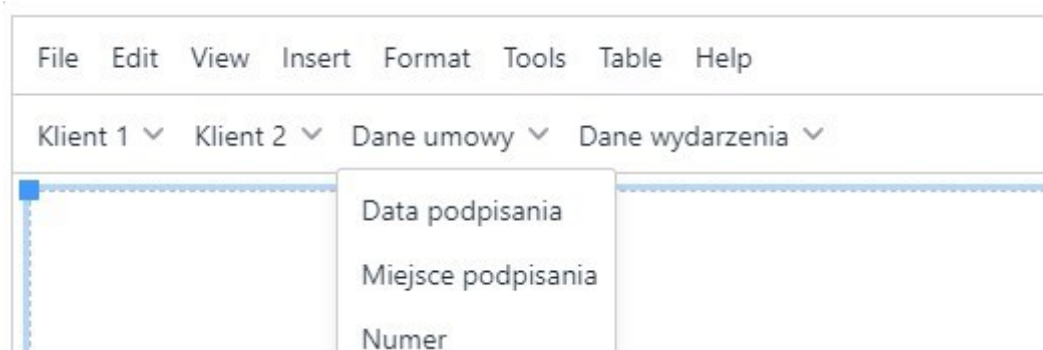 File Edit View Insert Format Tools Table Help
Klient 1 Klient 2 Dane umowy Dane wydarzenia
Data podpisania
Miejsce podpisania
Numer